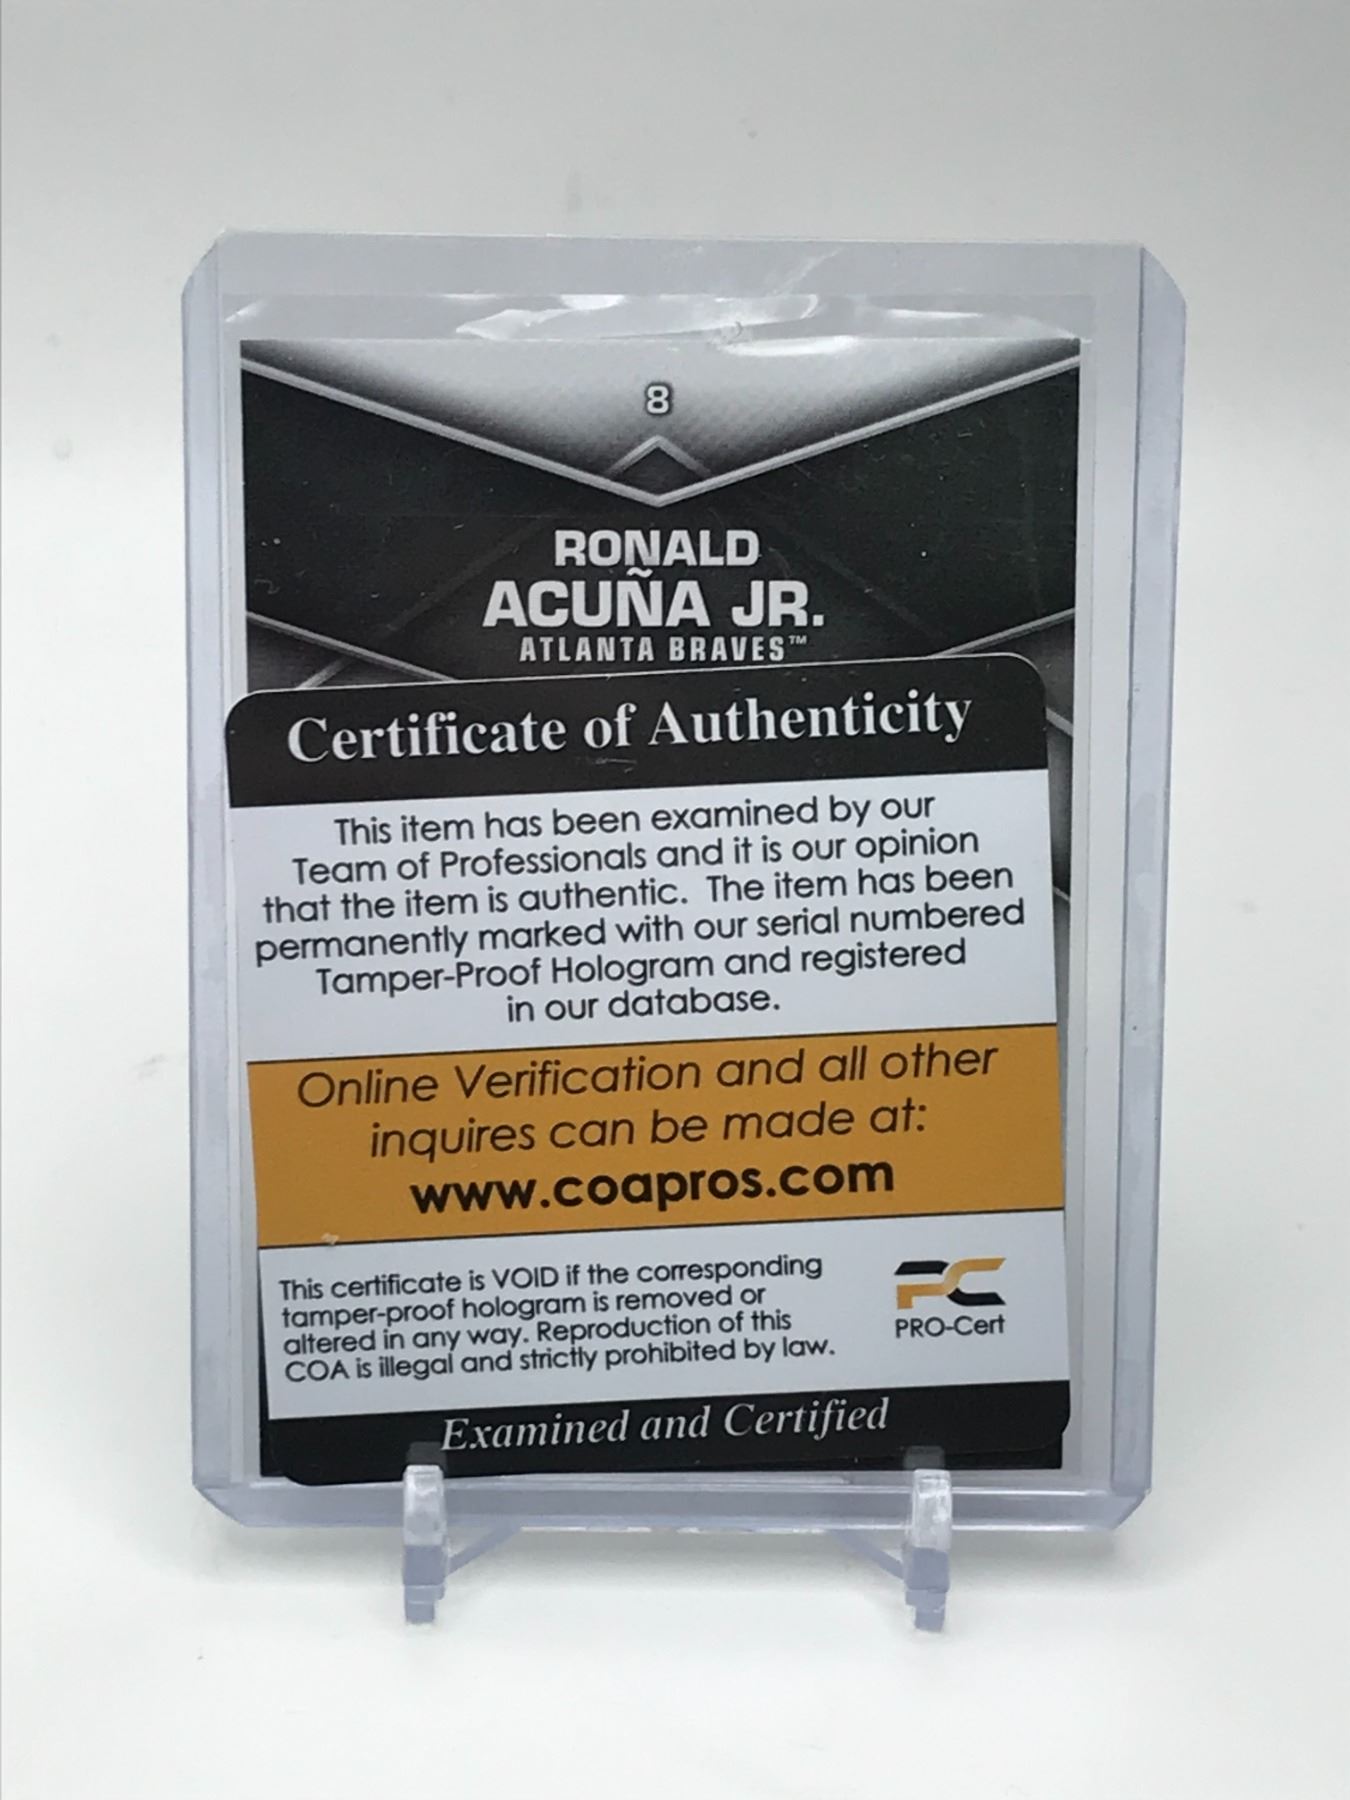 8
RONALD
ACUÑA JR.
ATLANTA BRAVES™
Certificate of Authenticity
This item has been examined by our
Team of Professionals and it is our opinion
that the item is authentic. The item has been
permanently marked with our serial numbered
Tamper-Proof Hologram and registered
in our database.
Online Verification and all other
inquires can be made at:
www.coapros.com
This certificate is VOID if the corresponding
tamper-proof hologram is removed or
altered in any way. Reproduction of this
COA is illegal and strictly prohibited by law.
PC
PRO-Cert
Examined and Certified